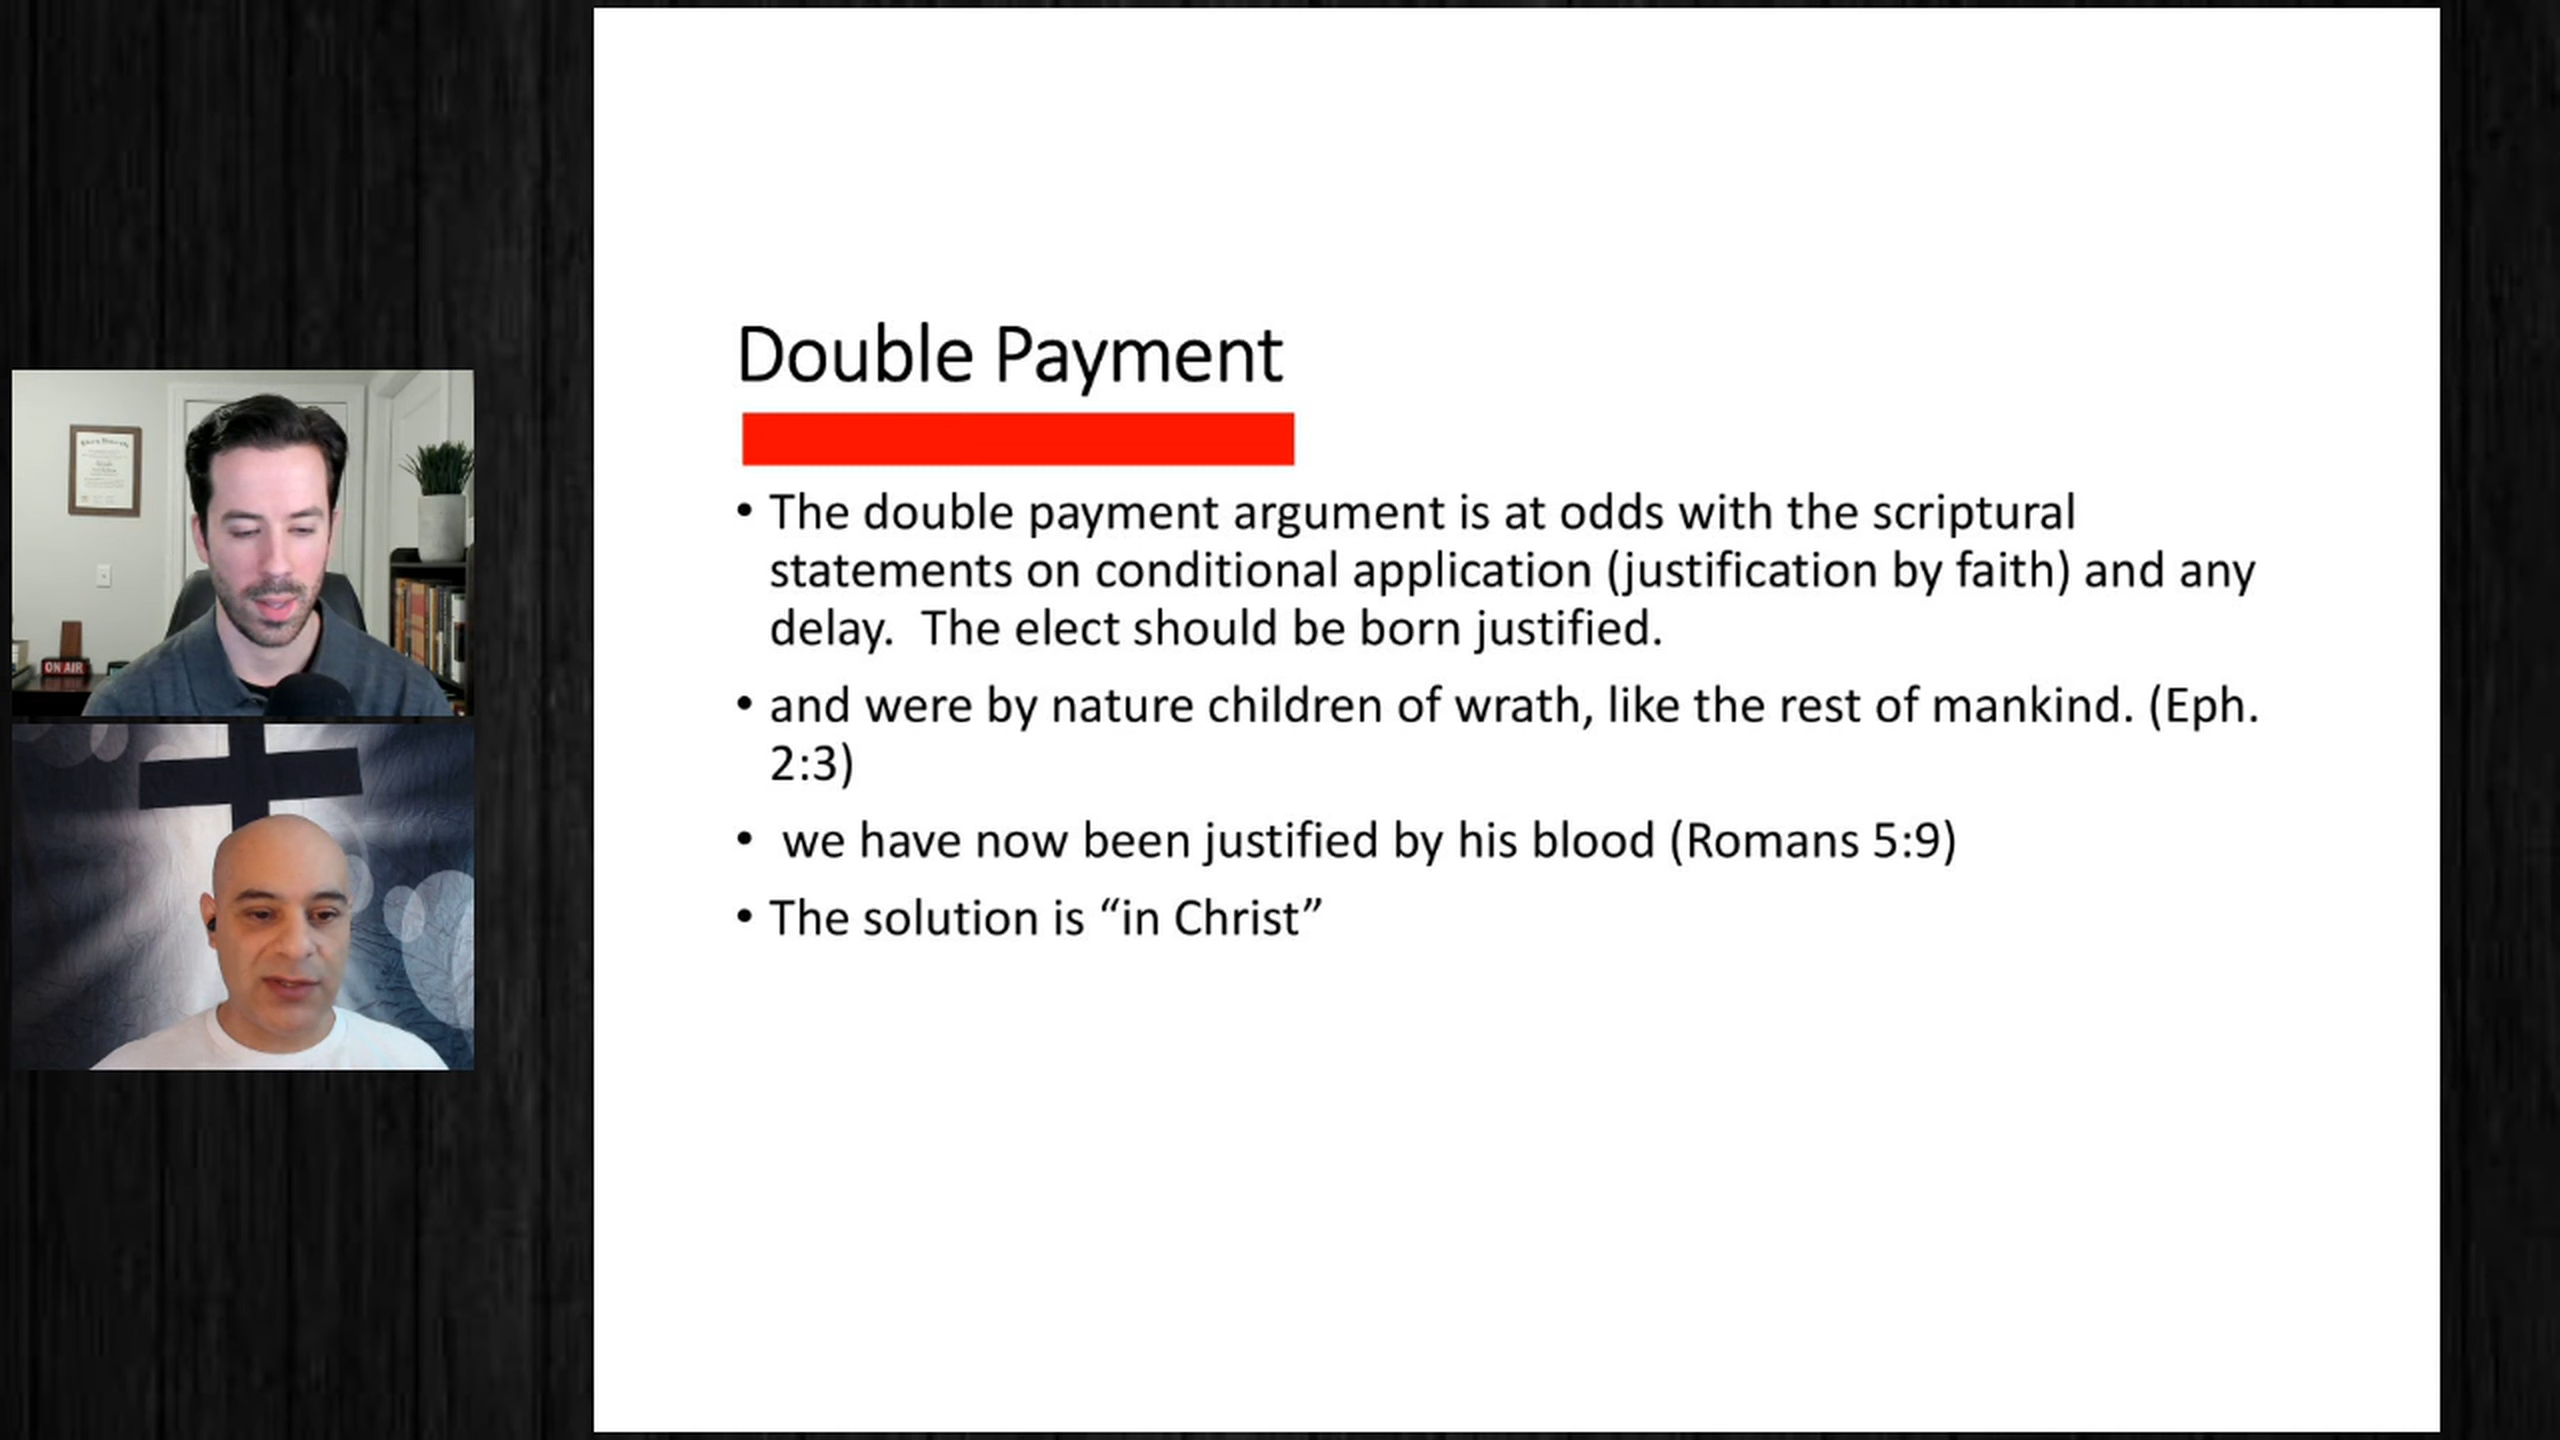 Double Payment
• The double payment argument is at odds with the scriptural
statements on conditional application (justification by faith) and any
delay.  The elect should be born justified.
• and were by nature children of wrath, like the rest of mankind. (Eph.
2:3)
•  we have now been justified by his blood (Romans 5:9)
• The solution is “in Christ”
ON AIR